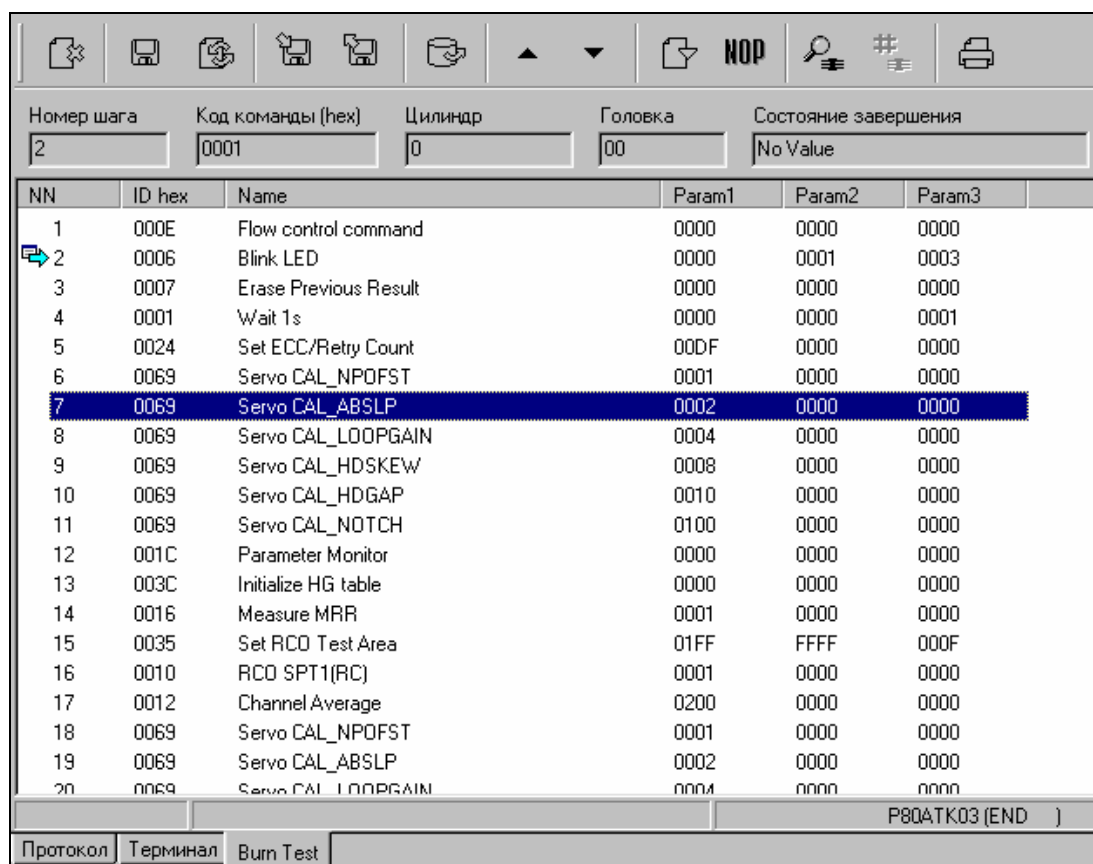 NOP
Номер шага Код команды (hex) Цилиндр Головка Состояние завершения
2 0001 0 00 No Value
NN ID hex Name Param1 Param2 Param3
1 000E Flow control command 0000 0000 0000
2 0006 Blink LED 0000 0001 0003
3 0007 Erase Previous Result 0000 0000 0000
4 0001 Wait 1s 0000 0000 0001
5 0024 Set ECC/Retry Count 00DF 0000 0000
6 0069 Servo CAL_NPOFST 0001 0000 0000
7 0069 Servo CAL_ABSLP 0002 0000 0000
8 0069 Servo CAL_LOOPGAIN 0004 0000 0000
9 0069 Servo CAL_HDSKEW 0008 0000 0000
10 0069 Servo CAL_HDGAP 0010 0000 0000
11 0069 Servo CAL_NOTCH 0100 0000 0000
12 001C Parameter Monitor 0000 0000 0000
13 003C Initialize HG table 0000 0000 0000
14 0016 Measure MRR 0001 0000 0000
15 0035 Set RCO Test Area 01FF FFFF 000F
16 0010 RCO SPT1(RC) 0001 0000 0000
17 0012 Channel Average 0200 0000 0000
18 0069 Servo CAL_NPOFST 0001 0000 0000
19 0069 Servo CAL_ABSLP 0002 0000 0000
20 0069 Servo CAL_LOOPGAIN 0004 0000 0000
P80ATK03 (END )
Протокол Терминал Burn Test